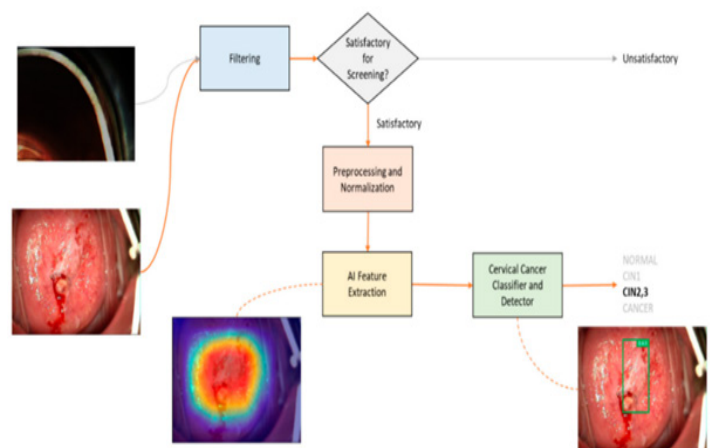 Filtering
Satisfactory
for
Screening?
Unsatisfactory
Satisfactory
Preprocessing and
Normalization
AI Feature
Extraction
Cervical Cancer
Classifier and
Detector
NORMAL
CIN1
CIN2,3
CANCER